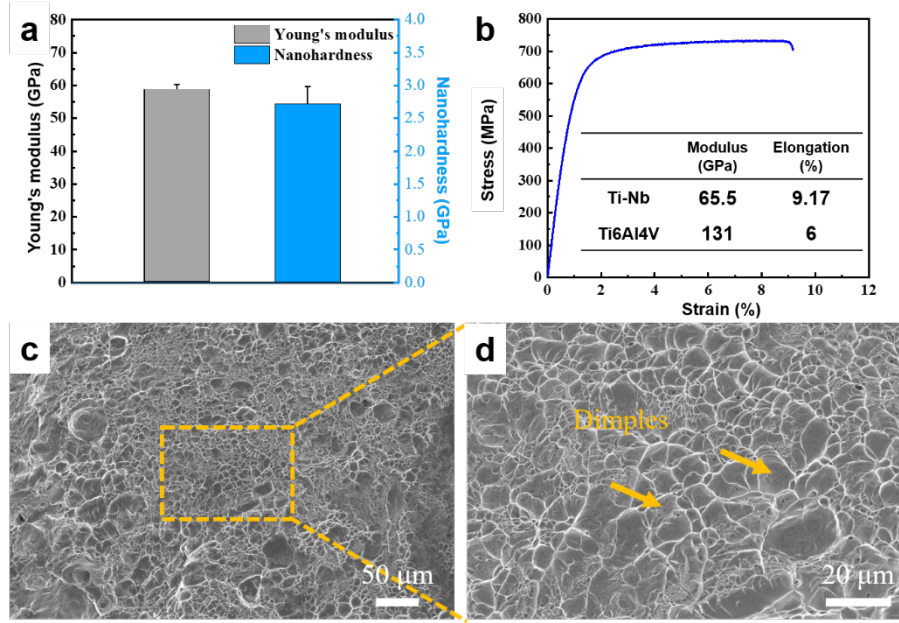 a
Young's modulus (GPa)
80
70
60
50
40
30
20
10
0
Young's modulus
Nanohardness
4.0
3.5
3.0
2.5
2.0
1.5
1.0
0.5
0.0
Nanohardness (GPa)
b
Stress (MPa)
800
700
600
500
400
300
200
100
0
Modulus (GPa) Elongation (%)
Ti-Nb 65.5 9.17
Ti6Al4V 131 6
0 2 4 6 8 10 12
Strain (%)
c
50 μm
d
Dimples
20 μm